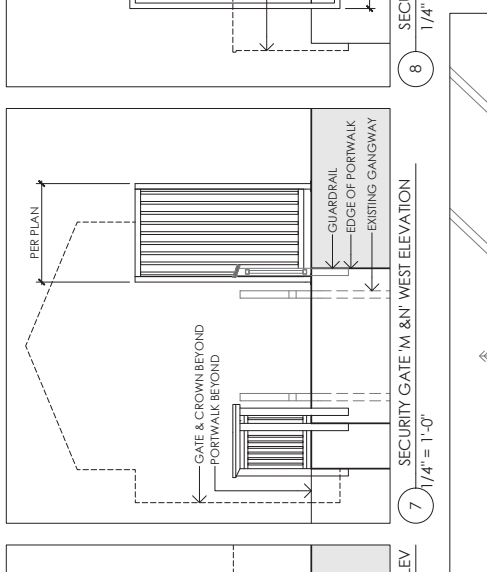 SEC
1/4"
8
PER PLAN
GUARDRAIL
EDGE OF PORTWALK
EXISTING GANGWAY
GATE & CROWN BEYOND
PORTWALK BEYOND
7
SECURITY GATE 'M &N' WEST ELEVATION
1/4" = 1'-0"
LEV